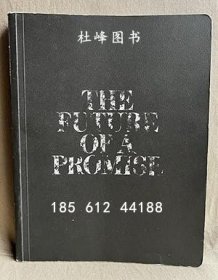 杜峰图书
THE
FUTURE
OF A
PROMISE
185 612 44188